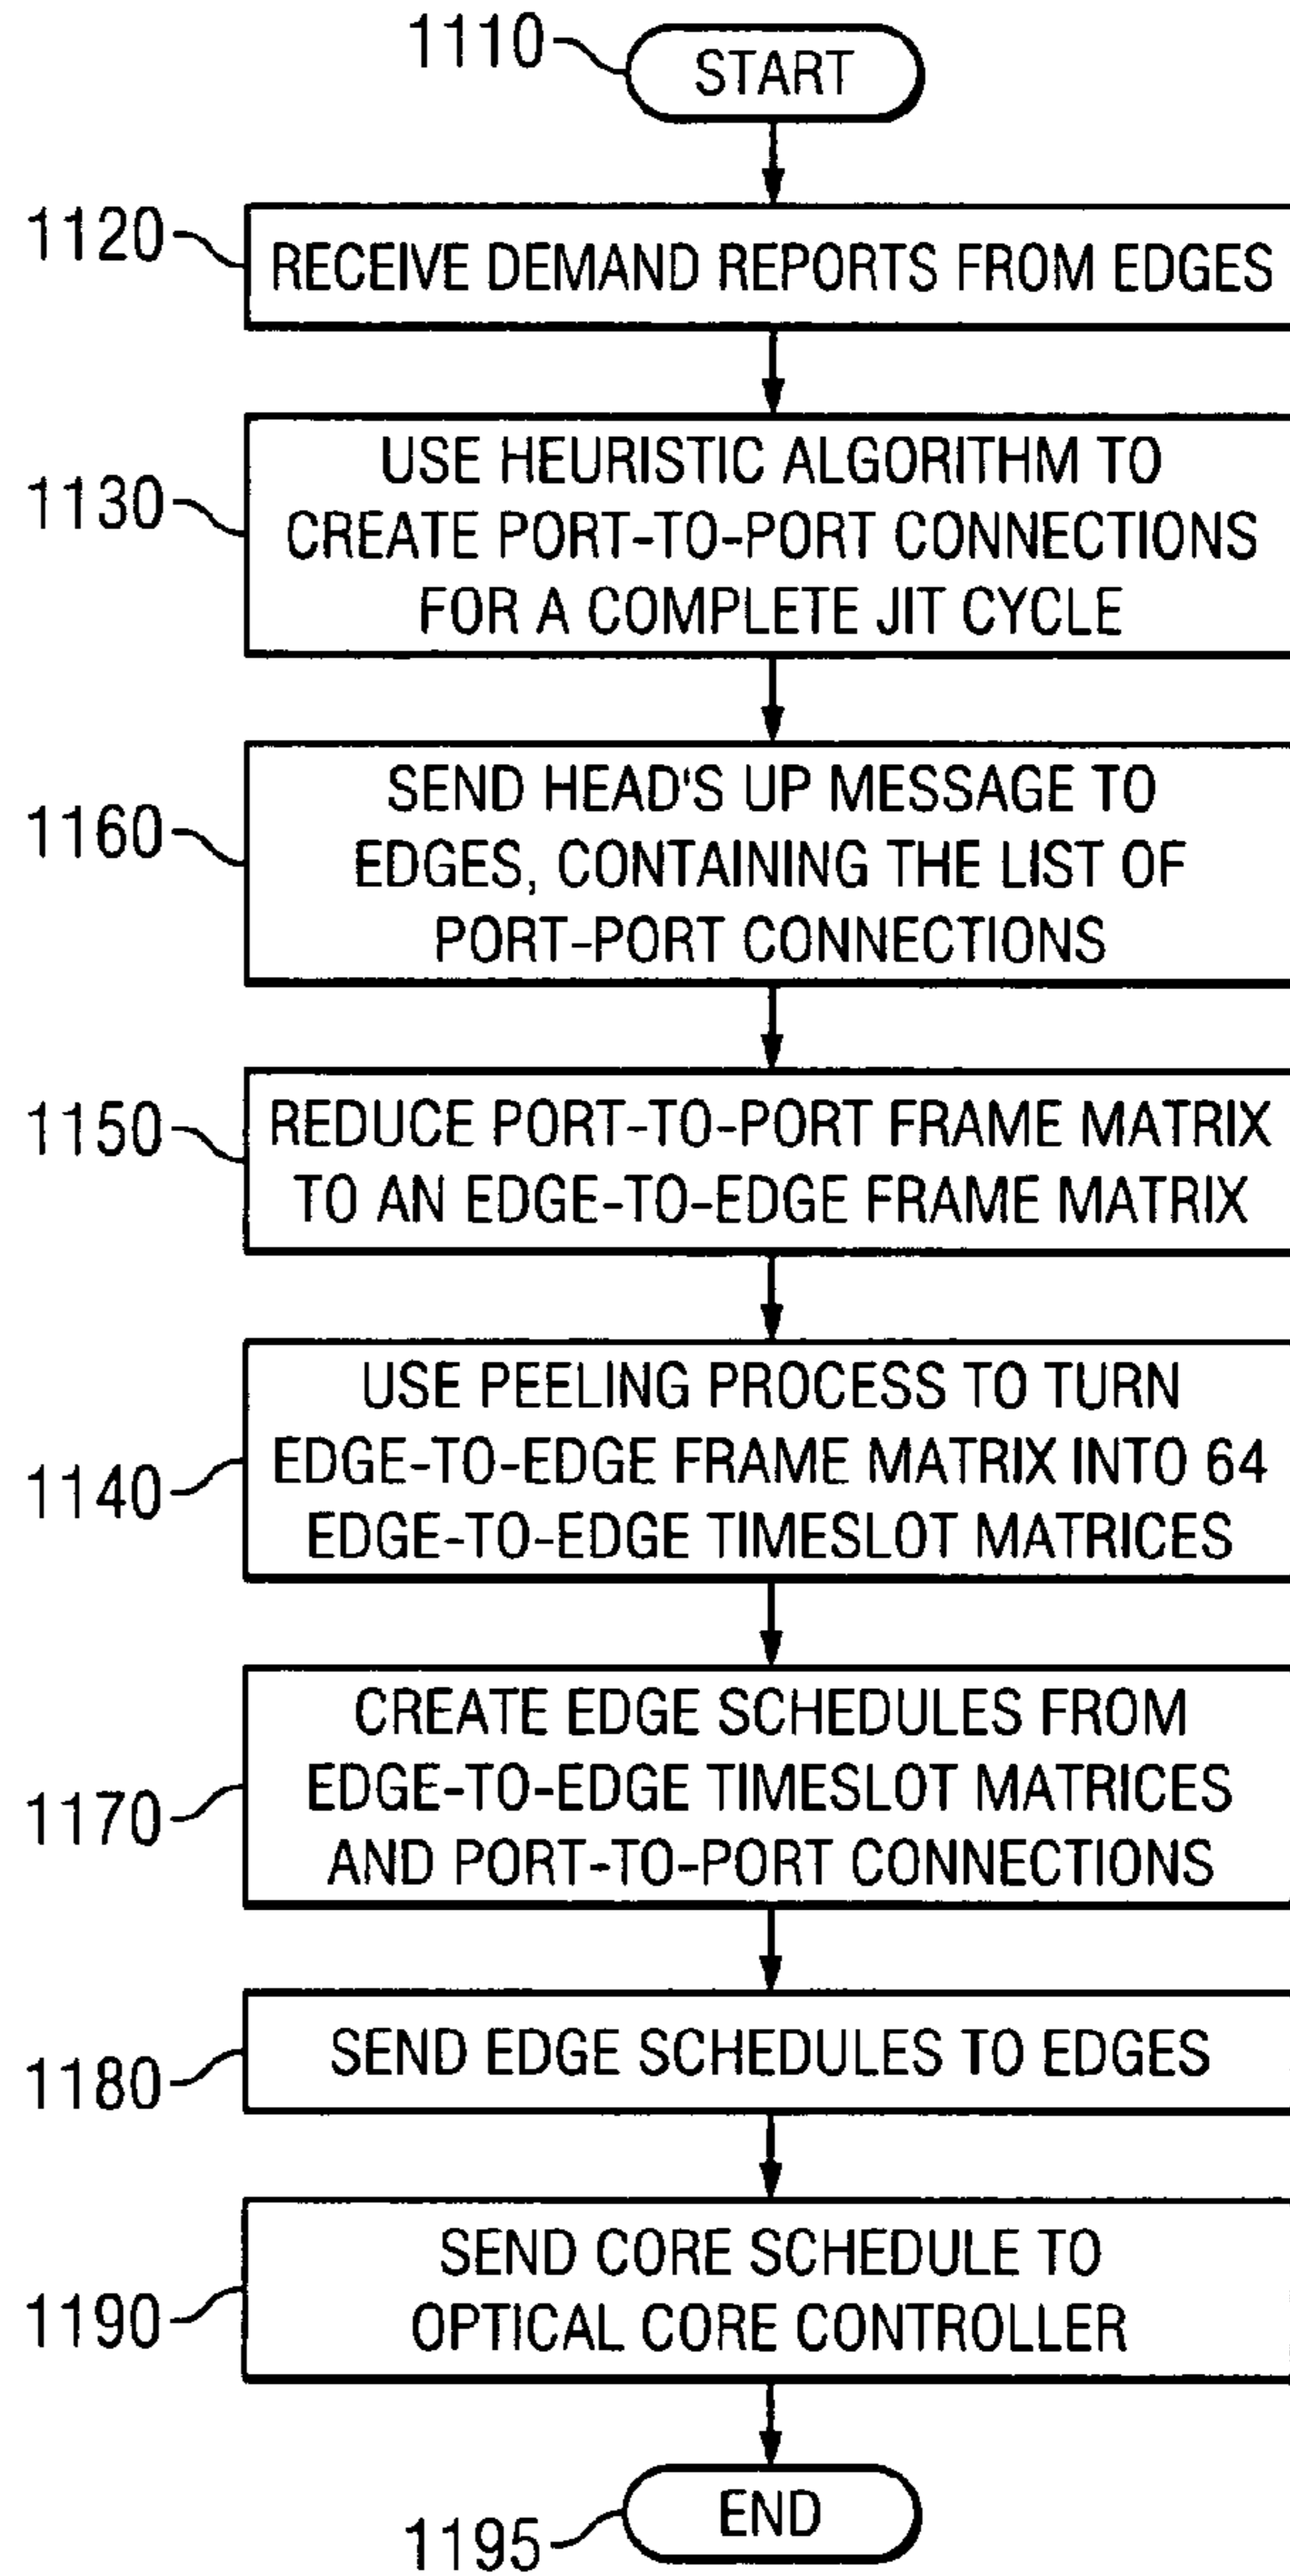 1110
START
1120
RECEIVE DEMAND REPORTS FROM EDGES
1130
USE HEURISTIC ALGORITHM TO
CREATE PORT-TO-PORT CONNECTIONS
FOR A COMPLETE JIT CYCLE
1160
SEND HEAD'S UP MESSAGE TO
EDGES, CONTAINING THE LIST OF
PORT-PORT CONNECTIONS
1150
REDUCE PORT-TO-PORT FRAME MATRIX
TO AN EDGE-TO-EDGE FRAME MATRIX
1140
USE PEELING PROCESS TO TURN
EDGE-TO-EDGE FRAME MATRIX INTO 64
EDGE-TO-EDGE TIMESLOT MATRICES
1170
CREATE EDGE SCHEDULES FROM
EDGE-TO-EDGE TIMESLOT MATRICES
AND PORT-TO-PORT CONNECTIONS
1180
SEND EDGE SCHEDULES TO EDGES
1190
SEND CORE SCHEDULE TO
OPTICAL CORE CONTROLLER
1195
END